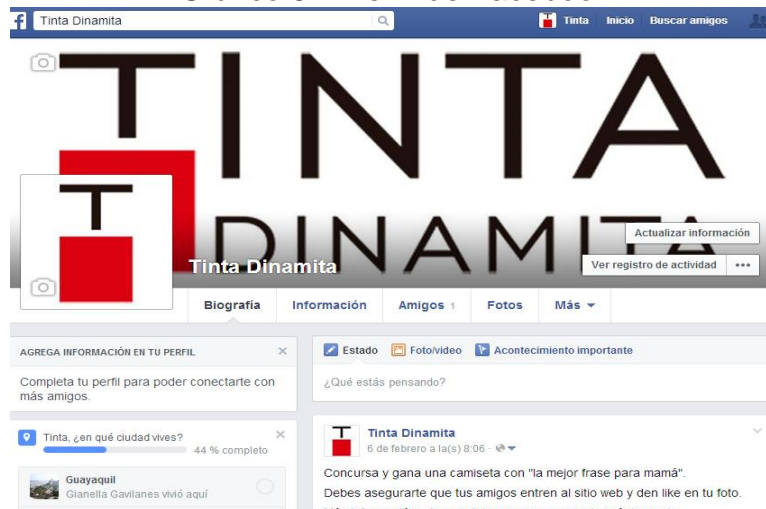 Tinta Dinamita
Tinta Inicio Buscar amigos
TINTA
DINAMITA
T
Actualizar información
Tinta Dinamita
Ver registro de actividad •••
Biografía Información Amigos 1 Fotos Más
AGREGA INFORMACIÓN EN TU PERFIL
Completa tu perfil para poder conectarte con
más amigos.
Tinta, ¿en qué ciudad vives?
44 % completo
Guayaquil
Gianella Gavilanes vivió aquí
Estado Foto/video Acontecimiento importante
¿Qué estás pensando?
Tinta Dinamita
6 de febrero a la(s) 8:06 ·
Concursa y gana una camiseta con "la mejor frase para mamá".
Debes asegurarte que tus amigos entren al sitio web y den like en tu foto.